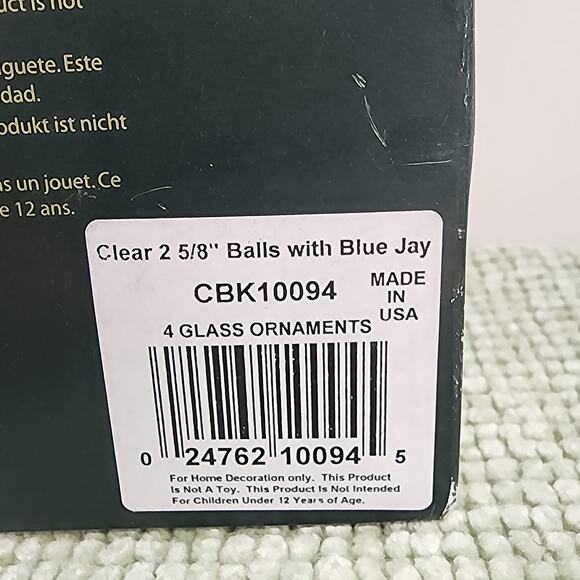 uct is not
guete. Este
dad.
odukt ist nicht
as un jouet. Ce
e 12 ans.
Clear 2 5/8" Balls with Blue Jay
CBK10094
MADE
IN
USA
4 GLASS ORNAMENTS
0 24762 10094 5
For Home Decoration only. This Product
Is Not A Toy. This Product Is Not Intended
For Children Under 12 Years of Age.